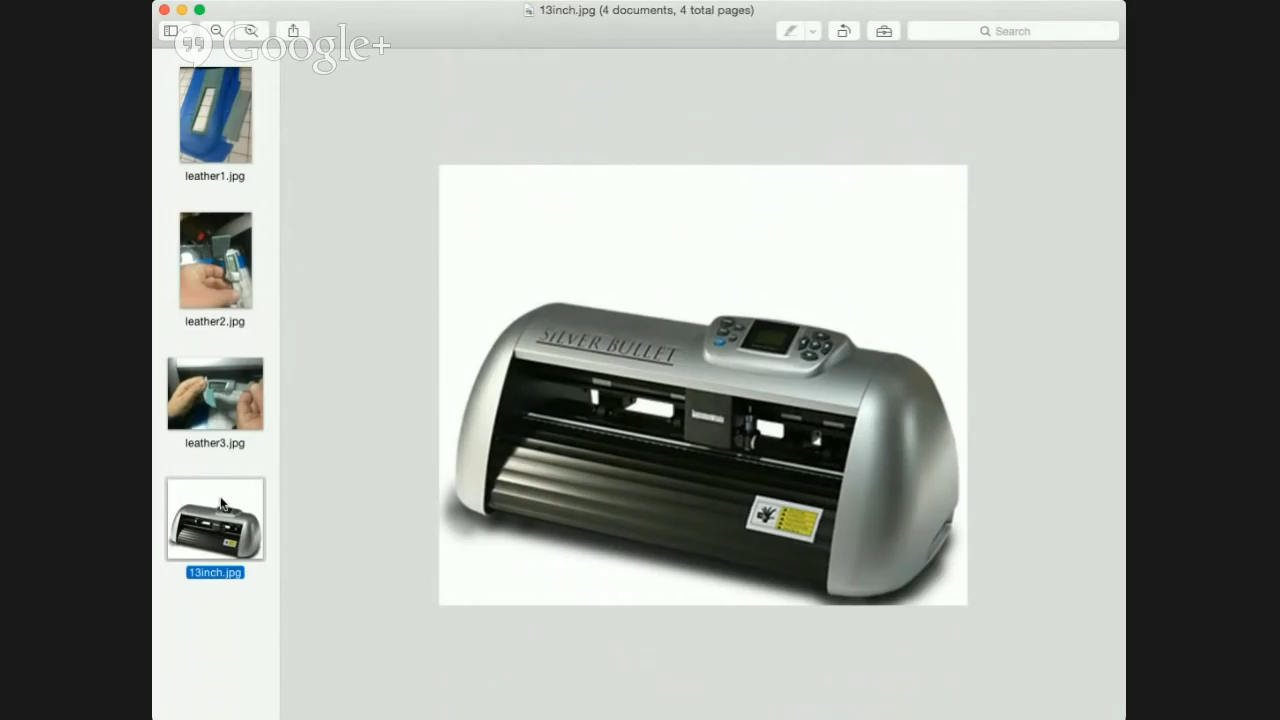 13inch.jpg (4 documents, 4 total pages)
Search
Google+
leather1.jpg
leather2.jpg
leather3.jpg
13inch.jpg
SILVER BULLET